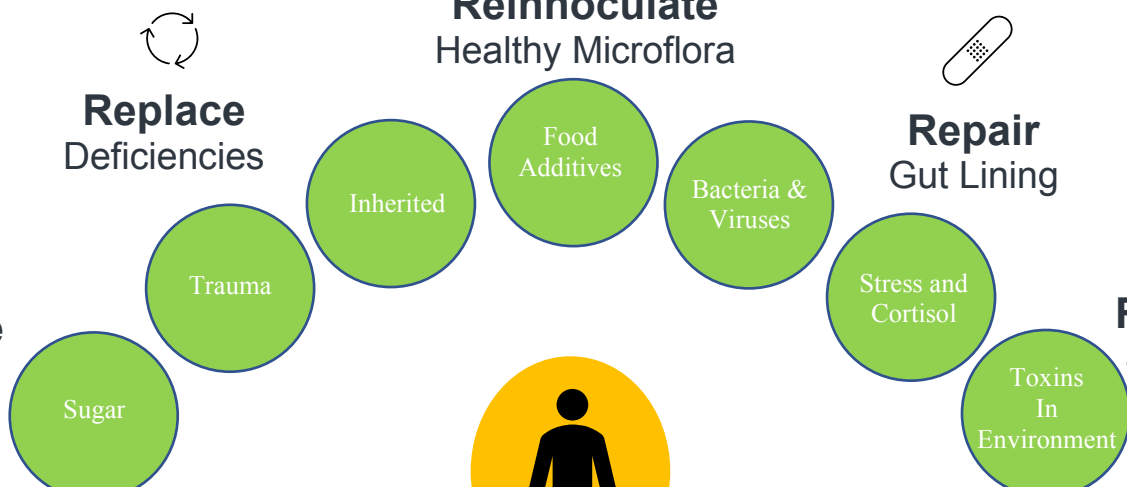 Reinnoculate
Healthy Microflora
Replace
Deficiencies
Repair
Gut Lining
Food
Additives
Inherited
Bacteria &
Viruses
Trauma
Stress and
Cortisol
Sugar
Toxins
In
Environment